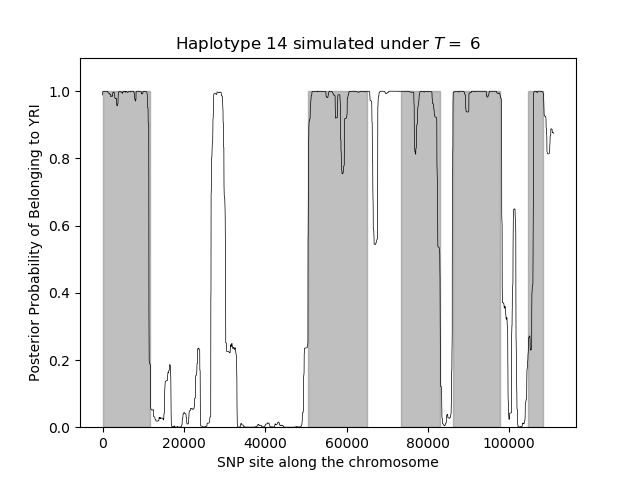 Haplotype 14 simulated under T = 6
Posterior Probability of Belonging to YRI
1.0
0.8
0.6
0.4
0.2
0.0
0 20000 40000 60000 80000 100000
SNP site along the chromosome